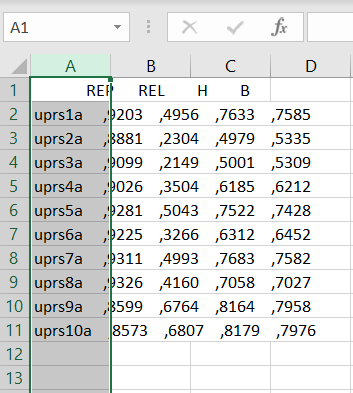 A1
fx
A B C D
1 REP REL H B
2 uprs1a ,9203 ,4956 ,7633 ,7585
3 uprs2a ,8881 ,2304 ,4979 ,5335
4 uprs3a ,9099 ,2149 ,5001 ,5309
5 uprs4a ,9026 ,3504 ,6185 ,6212
6 uprs5a ,9281 ,5043 ,7522 ,7428
7 uprs6a ,9225 ,3266 ,6312 ,6452
8 uprs7a ,9311 ,4993 ,7683 ,7582
9 uprs8a ,9326 ,4160 ,7058 ,7027
10 uprs9a ,8599 ,6764 ,8164 ,7958
11 uprs10a ,8573 ,6807 ,8179 ,7976
12
13